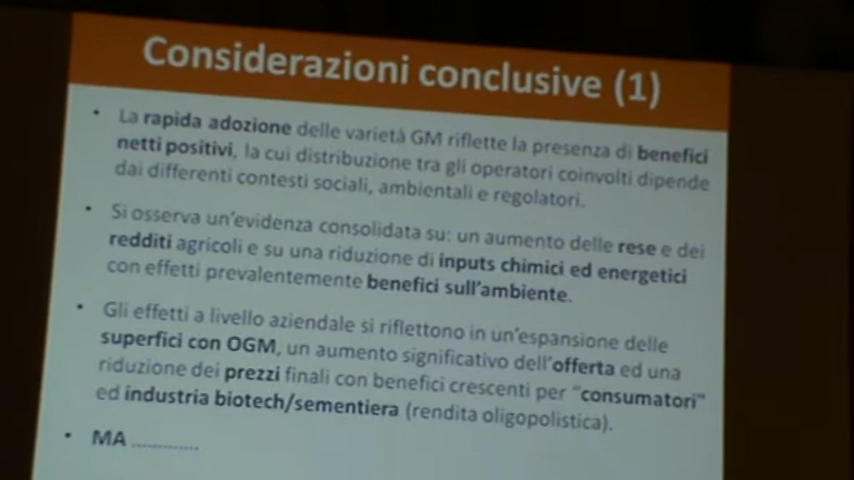 Considerazioni conclusive (1)
• La rapida adozione delle varietà GM riflette la presenza di benefici
netti positivi, la cui distribuzione tra gli operatori coinvolti dipende
dai differenti contesti sociali, ambientali e regolatori.
• Si osserva un'evidenza consolidata su: un aumento delle rese e dei
redditi agricoli e su una riduzione di inputs chimici ed energetici
con effetti prevalentemente benefici sull'ambiente.
• Gli effetti a livello aziendale si riflettono in un'espansione delle
superfici con OGM, un aumento significativo dell'offerta ed una
riduzione dei prezzi finali con benefici crescenti per "consumatori"
ed industria biotech/sementiera (rendita oligopolistica).
• MA .............